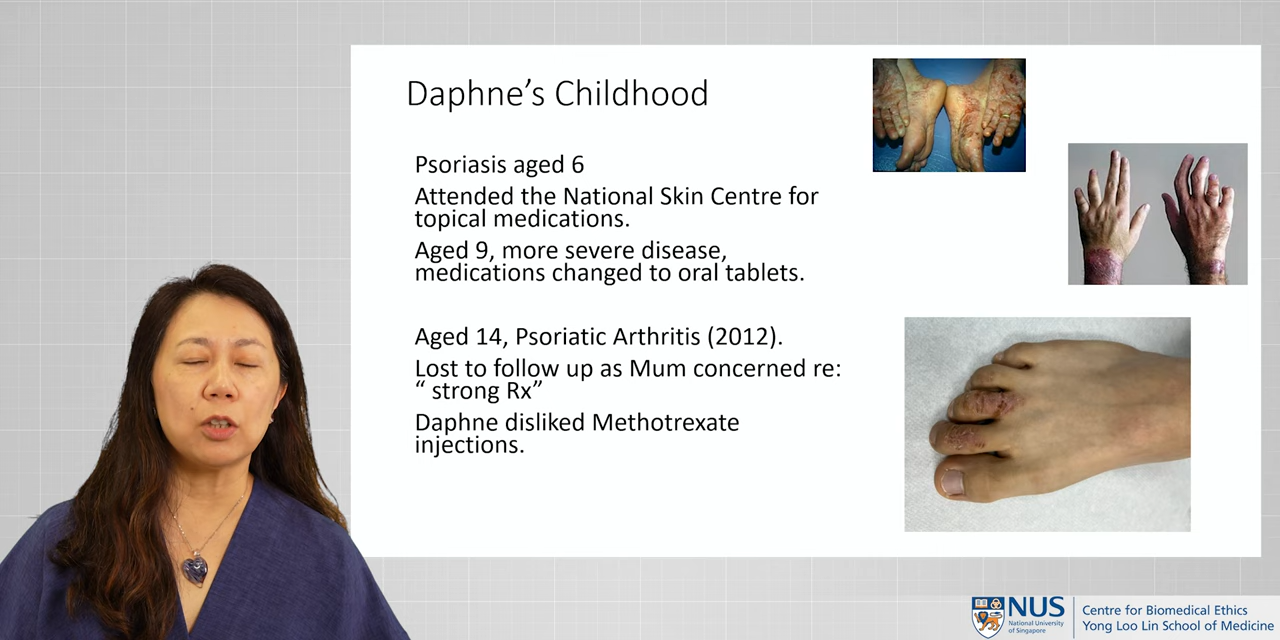 Daphne's Childhood
Psoriasis aged 6
Attended the National Skin Centre for
topical medications.
Aged 9, more severe disease,
medications changed to oral tablets.
Aged 14, Psoriatic Arthritis (2012).
Lost to follow up as Mum concerned re:
“ strong Rx”
Daphne disliked Methotrexate
injections.
NUS
National University
of Singapore
Centre for Biomedical Ethics
Yong Loo Lin School of Medicine